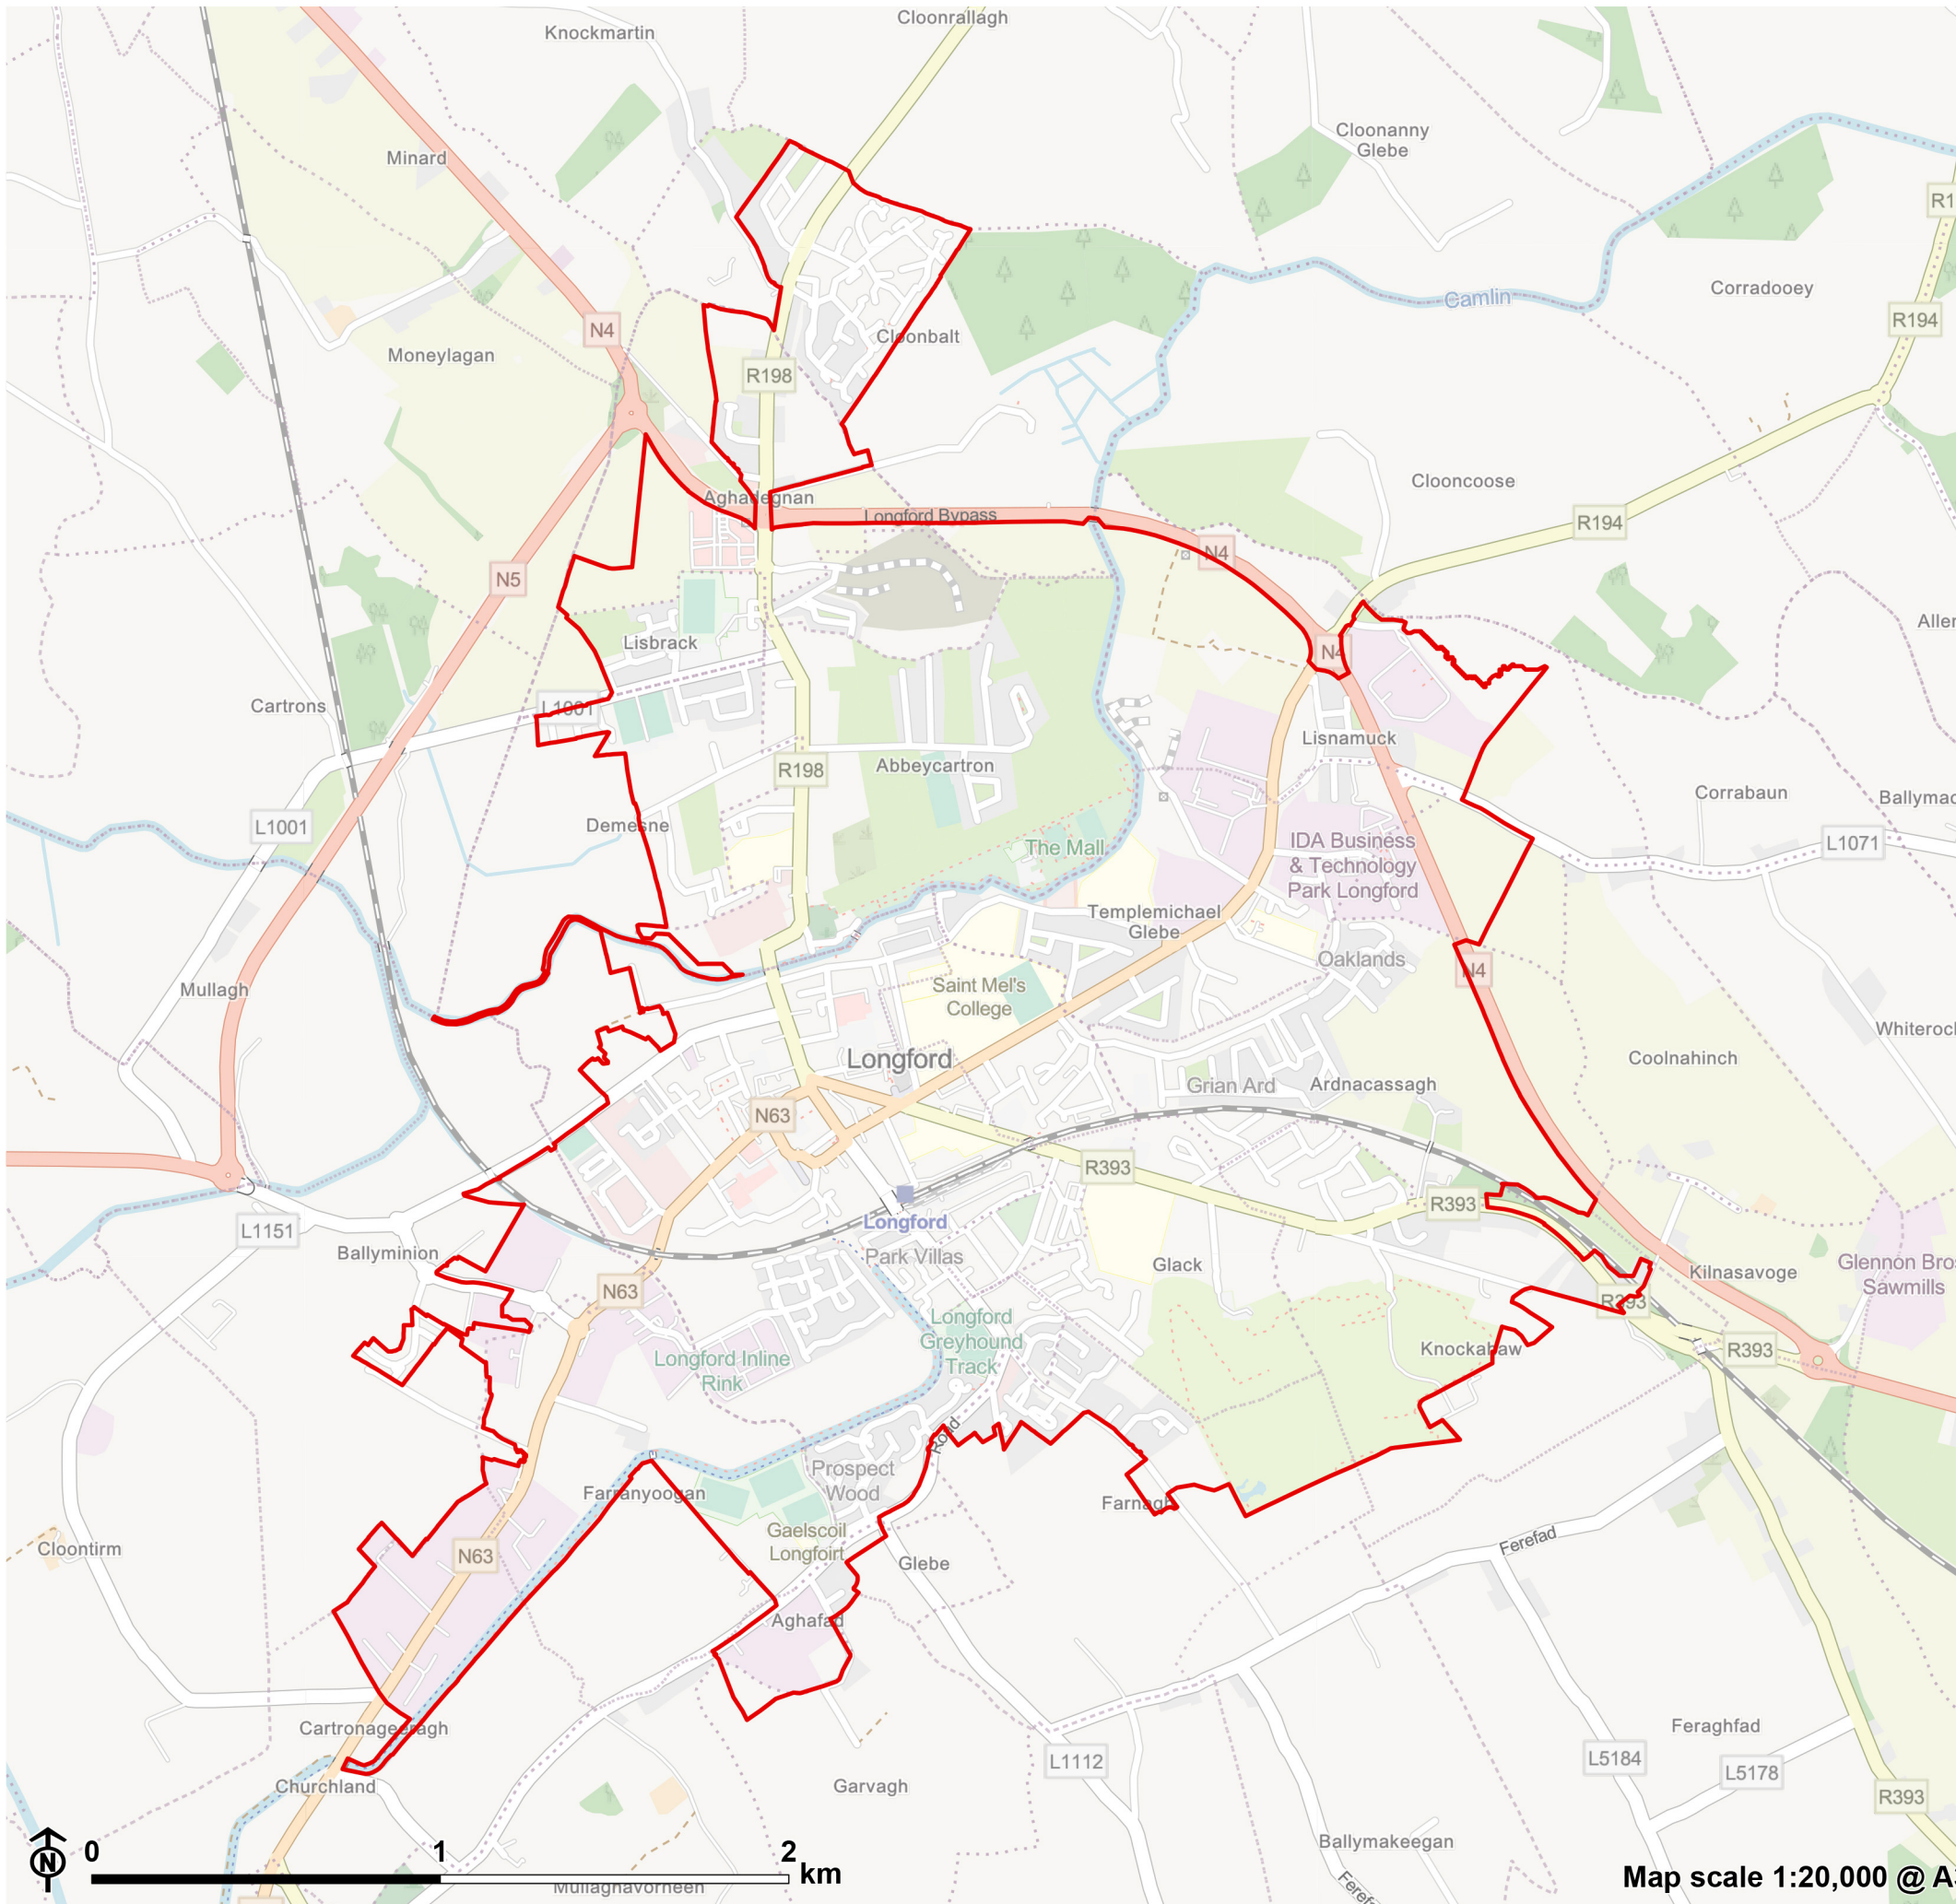 Cloonrallagh
Knockmartin
Cloonanny
Glebe
Minard
R1
Camlin
Corradooey
N4
R194
Cloonbalt
Moneylagan
R198
Clooncoose
Aghadegnan
Longford Bypass
R194
N4
N5
Aller
Lisbrack
N4
Cartrons
L1001
Lisnamuck
R198
Abbeycartron
Corrabaun
Ballymac
L1001
Demesne
The Mall
IDA Business
& Technology
Park Longford
L1071
Templemichael
Glebe
Oaklands
N4
Mullagh
Saint Mel's
College
Whiteroc
Longford
Coolnahinch
Grian Ard
Ardnacassagh
N63
R393
R393
Longford
L1151
Ballyminion
Park Villas
Glack
Kilnasavoge
Glennon Bros
Sawmills
N63
R393
Longford
Greyhound
Track
Knockahaw
R393
Longford Inline
Rink
Road
Prospect
Wood
Farranyoogan
Farnagh
Gaelscoil
Longfoirt
Cloontirm
N63
Glebe
Ferefad
Aghafad
Cartronageeragh
Feraghfad
L1112
L5184
L5178
Churchland
Garvagh
R393
Ballymakeegan
N
0 1 2
km
Mullaghavorneen
Ferefa
Map scale 1:20,000 @ A